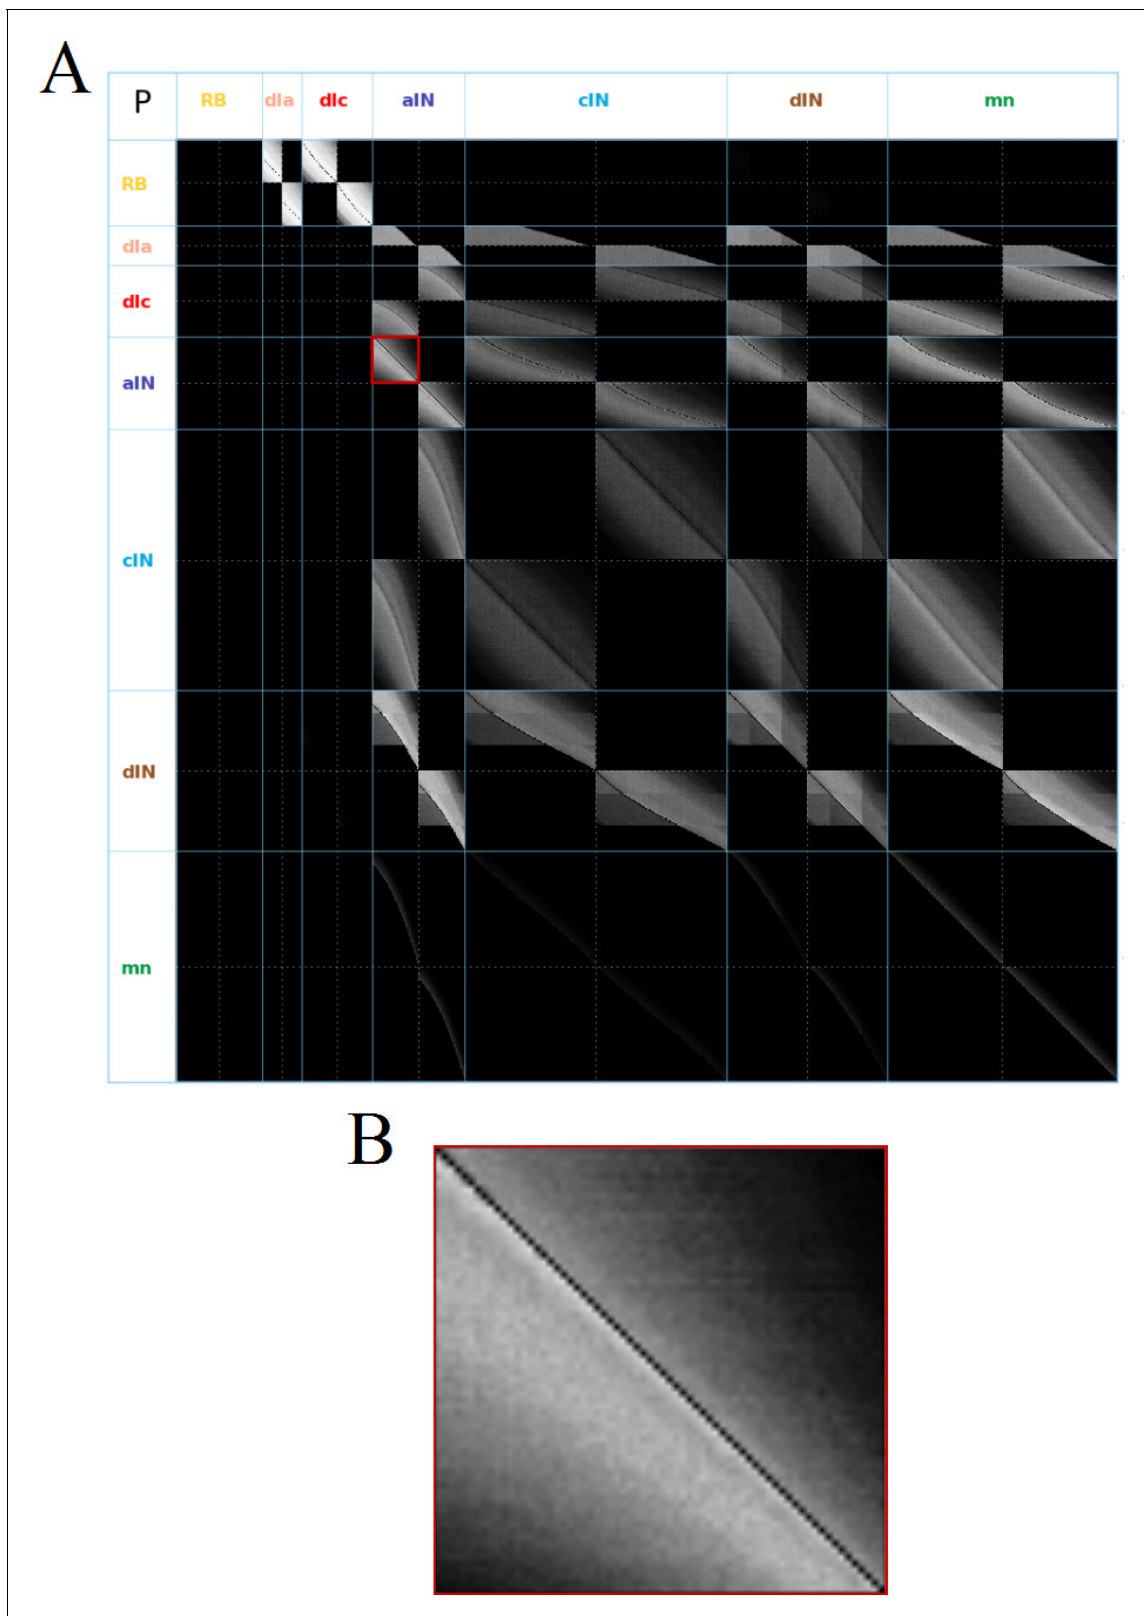 A
P RB dla dlc aIN cIN dIN mn
RB
dla
dlc
aIN
cIN
dIN
mn
B